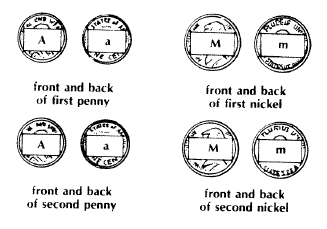 A a M m
front and back
of first penny
front and back
of first nickel
A a M m
front and back
of second penny
front and back
of second nickel